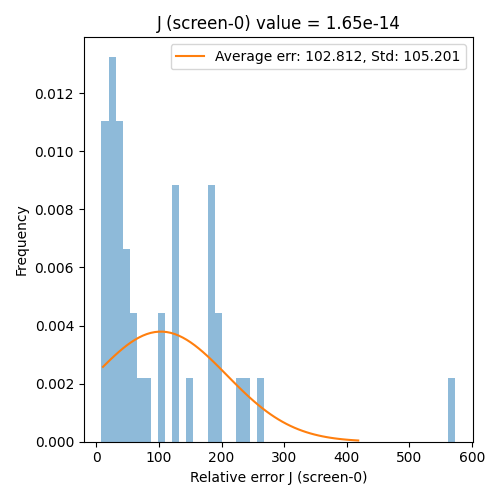 J (screen-0) value = 1.65e-14
Average err: 102.812, Std: 105.201
0.012
0.010
0.008
0.006
0.004
0.002
0.000
Frequency
0 100 200 300 400 500 600
Relative error J (screen-0)